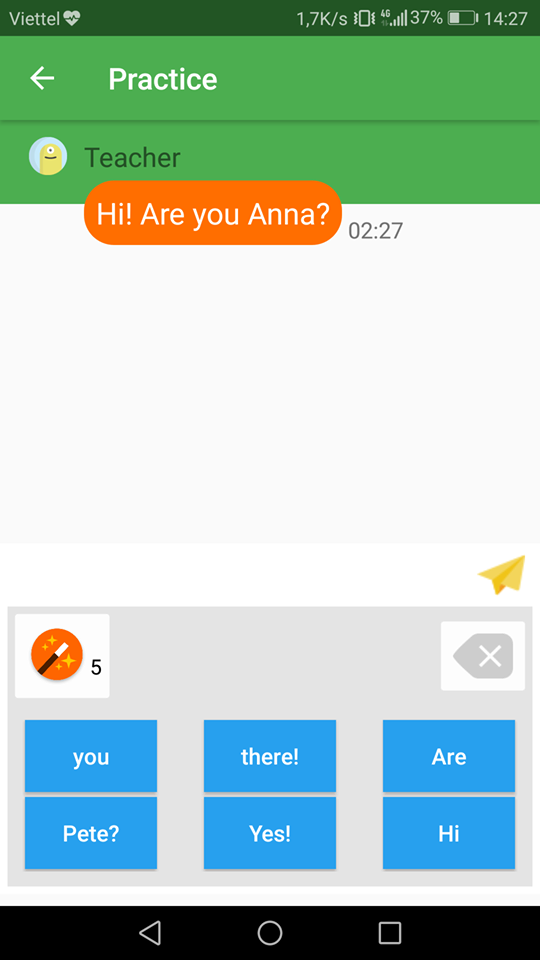 Viettel 1,7K/s 4G 37% 14:27
Practice
Teacher
Hi! Are you Anna?
02:27
5
you there! Are
Pete? Yes! Hi